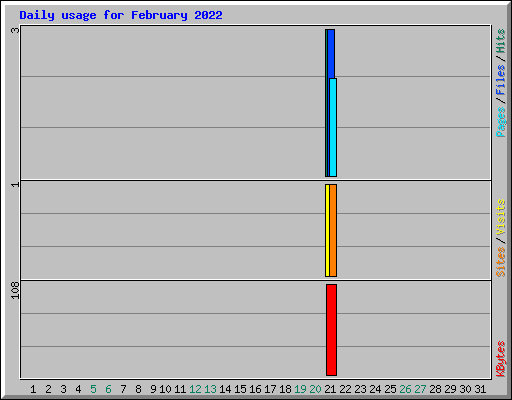 Daily usage for February 2022
3
Pages / Files / Hits
1
Sites / Visits
108
KBytes
1 2 3 4 5 6 7 8 9 10 11 12 13 14 15 16 17 18 19 20 21 22 23 24 25 26 27 28 29 30 31